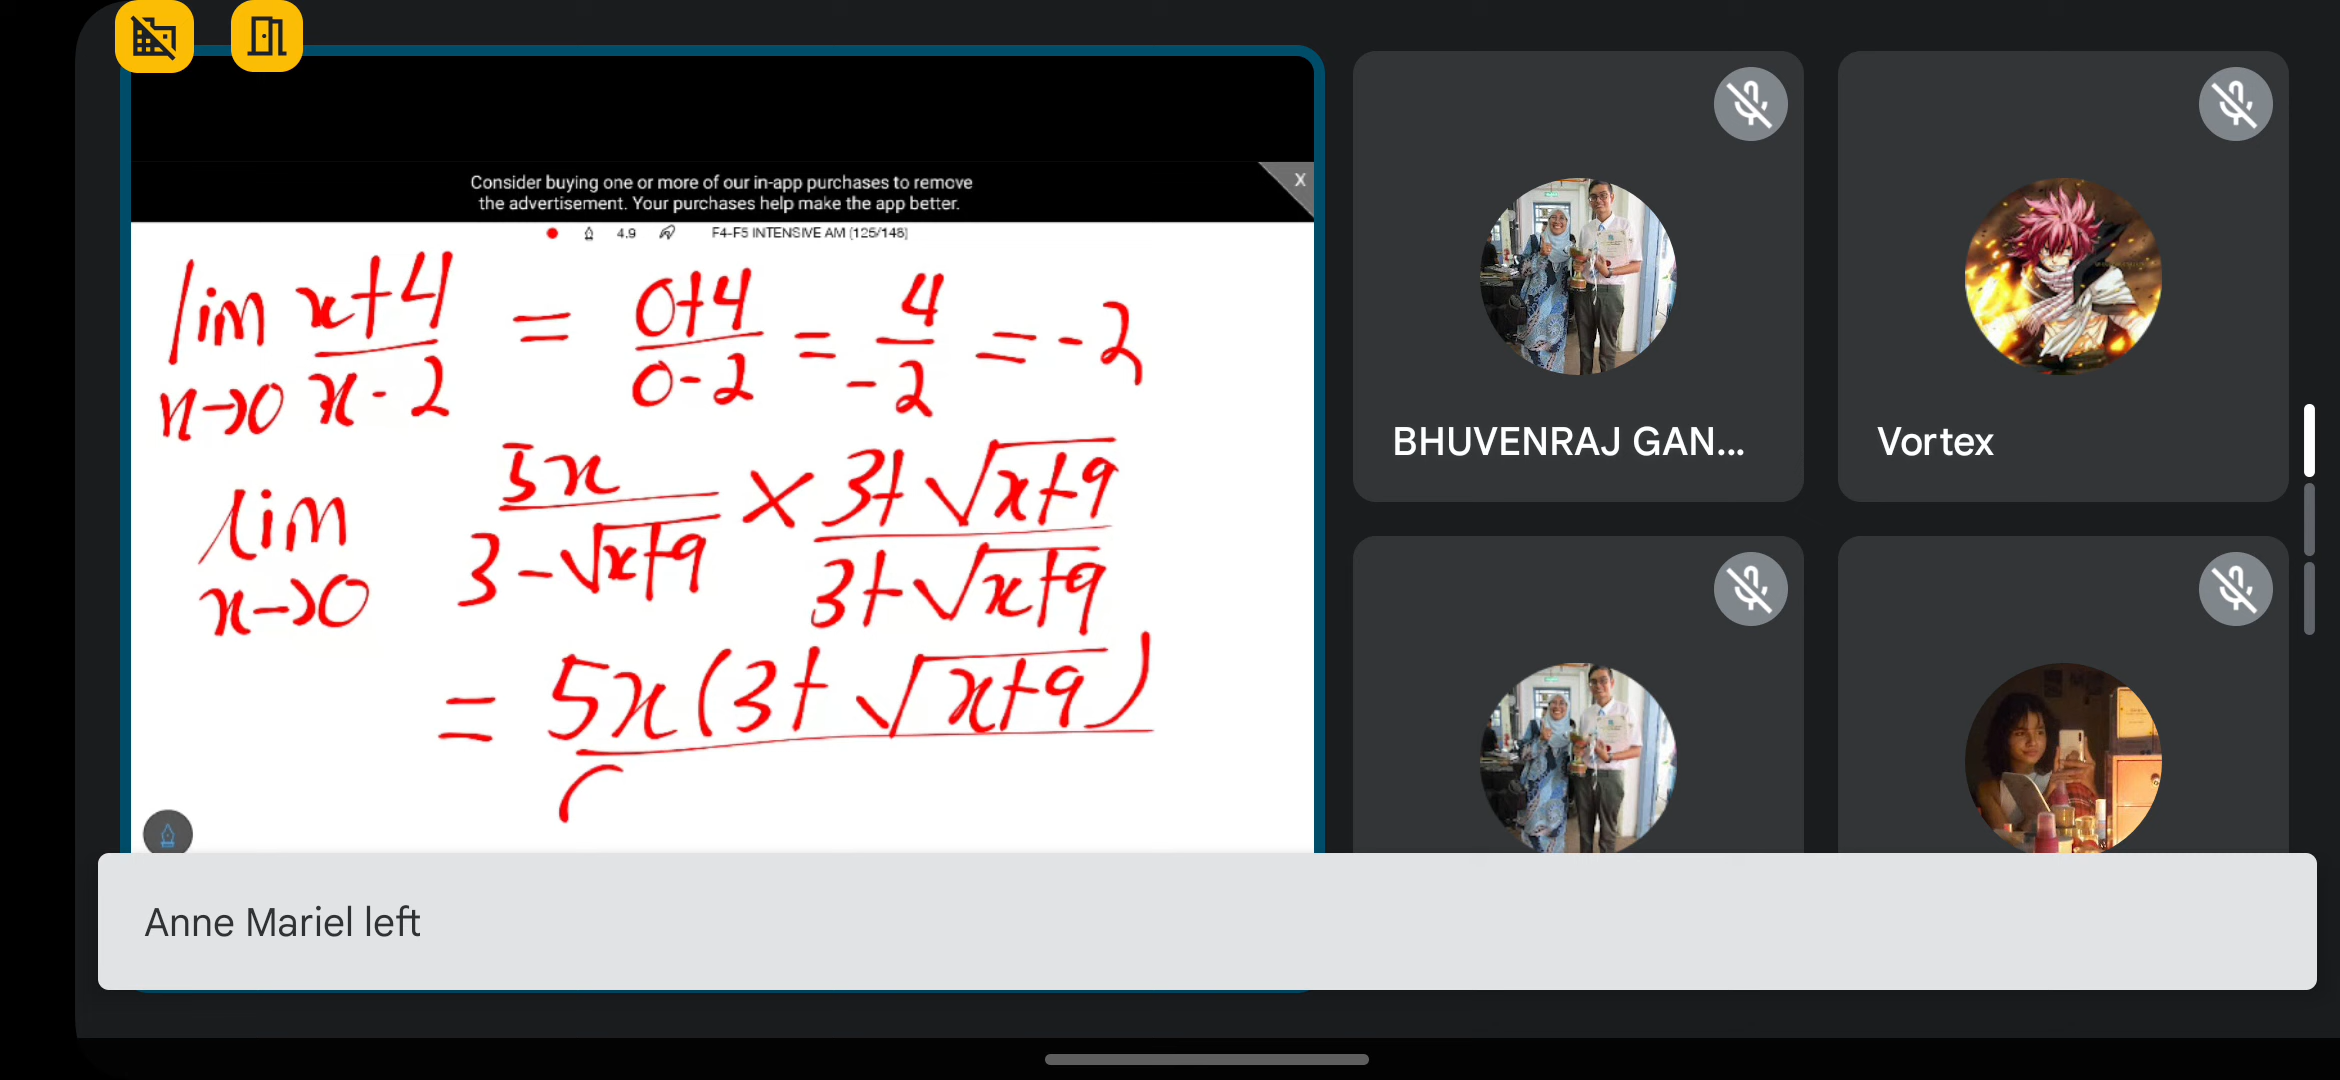 Consider buying one or more of our in-app purchases to remove
the advertisement. Your purchases help make the app better.
X
4.9 F4-F5 INTENSIVE AM (125/148)
lim x→0 (x+4)/(x-2) = (0+4)/(0-2) = 4/-2 = -2
lim x→0 5x/(3-√(x+9)) × (3+√(x+9))/(3+√(x+9))
= 5x(3+√(x+9))
(
BHUVENRAJ GAN...
Vortex
Anne Mariel left